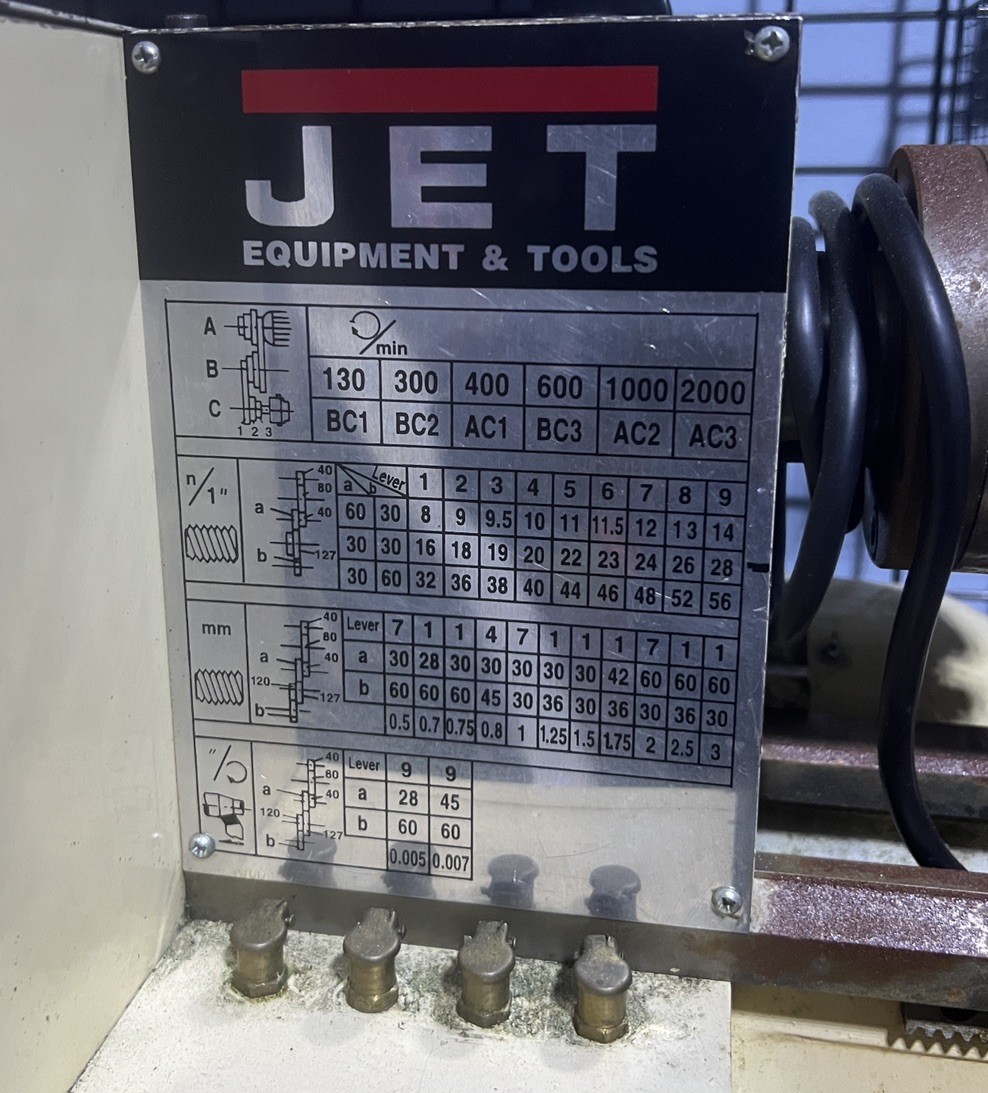 JET
EQUIPMENT & TOOLS
A
B
C
1 2 3
/min
130 300 400 600 1000 2000
BC1 BC2 AC1 BC3 AC2 AC3
n/1"
a
b
40
80
40
127
Lever
a b
1 2 3 4 5 6 7 8 9
60 30 8 9 9.5 10 11 11.5 12 13 14
30 30 16 18 19 20 22 23 24 26 28
30 60 32 36 38 40 44 46 48 52 56
mm
a
120
b
40
80
40
127
Lever 7 1 1 4 7 1 1 1 7 1 1
a 30 28 30 30 30 30 30 42 60 60 60
b 60 60 60 45 30 36 30 36 30 36 30
0.5 0.7 0.75 0.8 1 1.25 1.5 1.75 2 2.5 3
"/
a
120
b
40
80
40
127
Lever 9 9
a 28 45
b 60 60
0.005 0.007